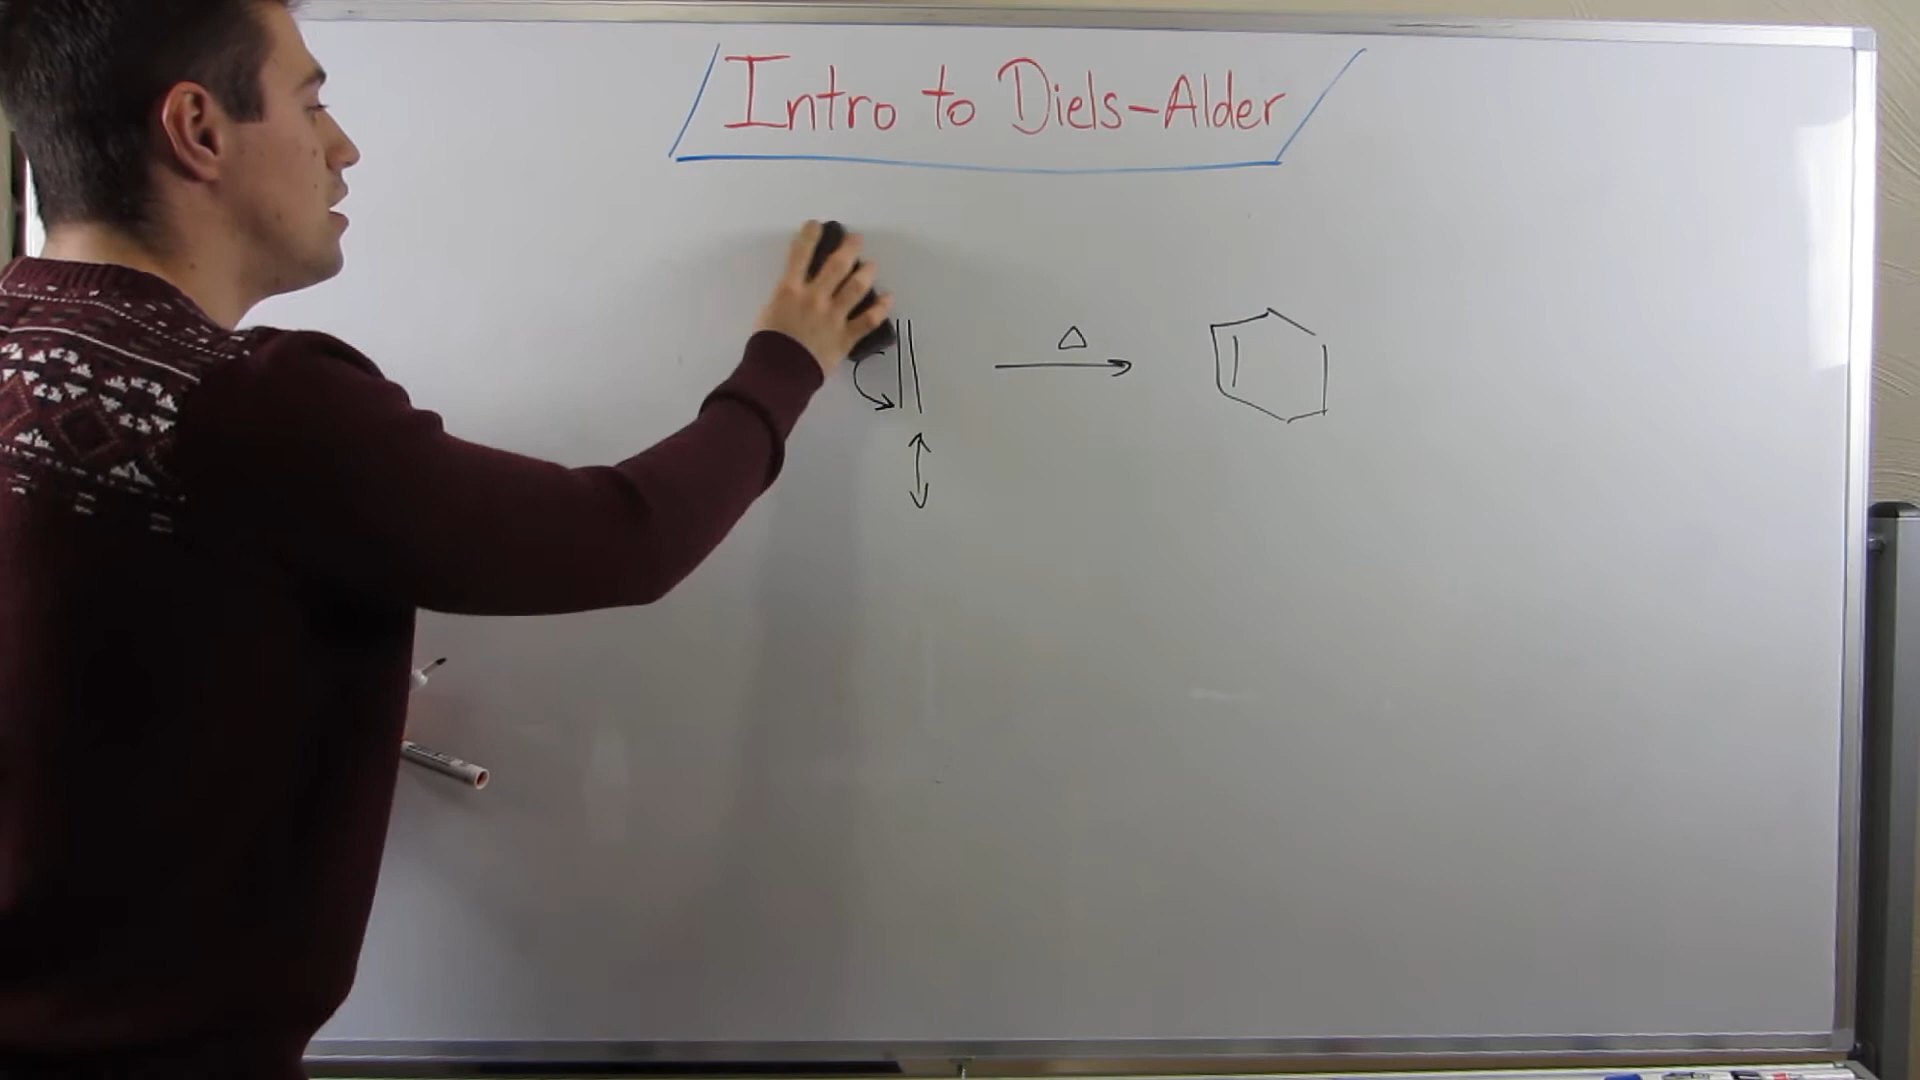 Intro to Diels-Alder
Δ